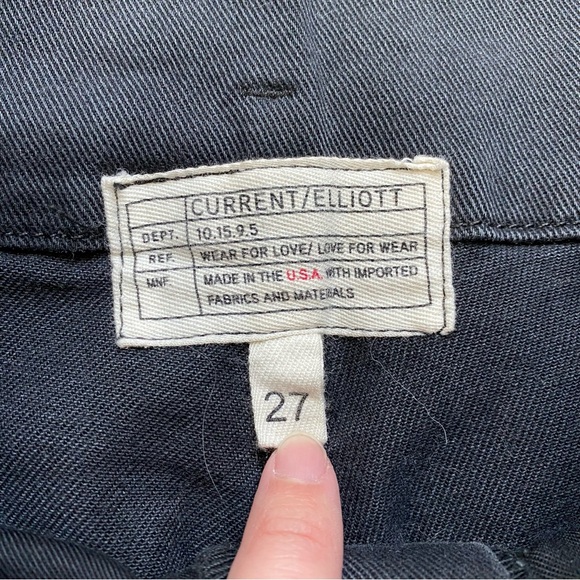 CURRENT/ELLIOTT
DEPT. 10.15.9.5
REF. WEAR FOR LOVE/ LOVE FOR WEAR
MNF. MADE IN THE U.S.A. WITH IMPORTED
FABRICS AND MATERIALS
27